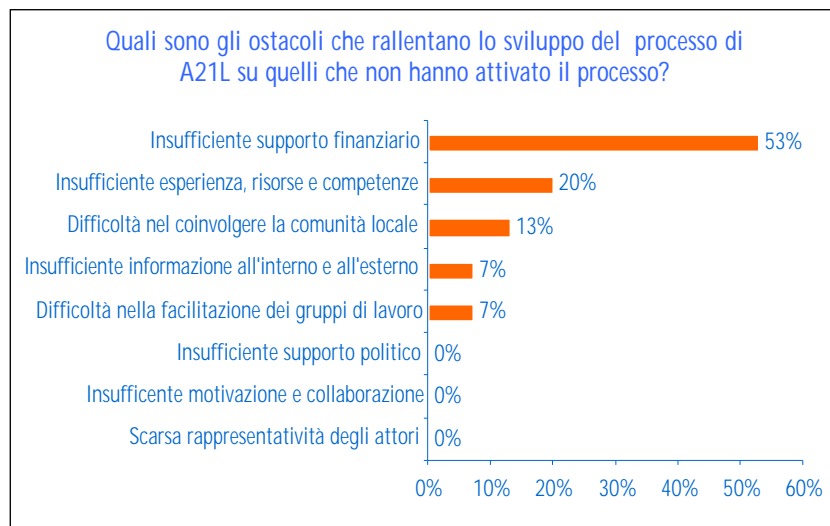 Quali sono gli ostacoli che rallentano lo sviluppo del processo di
A21L su quelli che non hanno attivato il processo?
Insufficiente supporto finanziario 53%
Insufficiente esperienza, risorse e competenze 20%
Difficoltà nel coinvolgere la comunità locale 13%
Insufficiente informazione all'interno e all'esterno 7%
Difficoltà nella facilitazione dei gruppi di lavoro 7%
Insufficiente supporto politico 0%
Insufficente motivazione e collaborazione 0%
Scarsa rappresentatività degli attori 0%
0% 10% 20% 30% 40% 50% 60%